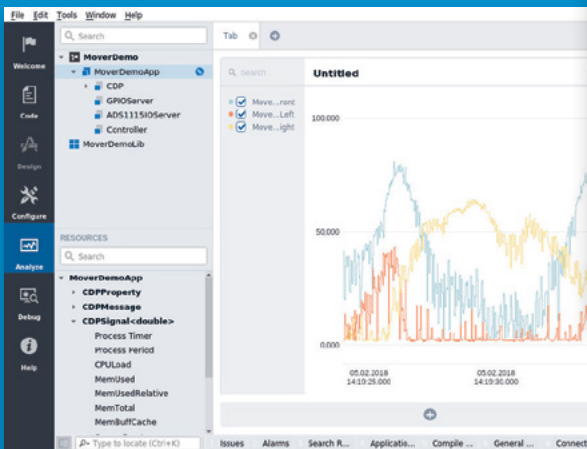 File Edit Tools Window Help
Welcome
Code
Design
Configure
Analyze
Debug
Help
Search
MoverDemo
MoverDemoApp
CDP
GPIOServer
ADS1115IOServer
Controller
MoverDemoLib
RESOURCES
Search
MoverDemoApp
CDPProperty
CDPMessage
CDPSignal<double>
Process Timer
Process Period
CPULoad
MemUsed
MemUsedRelative
MemTotal
MemBuffCache
Type to locate (Ctrl+K)
Tab
Search
Move...ront
Move...Left
Move...ight
Untitled
100.000
50.000
0.000
05.02.2018
14:19:25.000
05.02.2018
14:19:30.000
Issues Alarms Search R... Applicatio... Compile ... General ... Connect